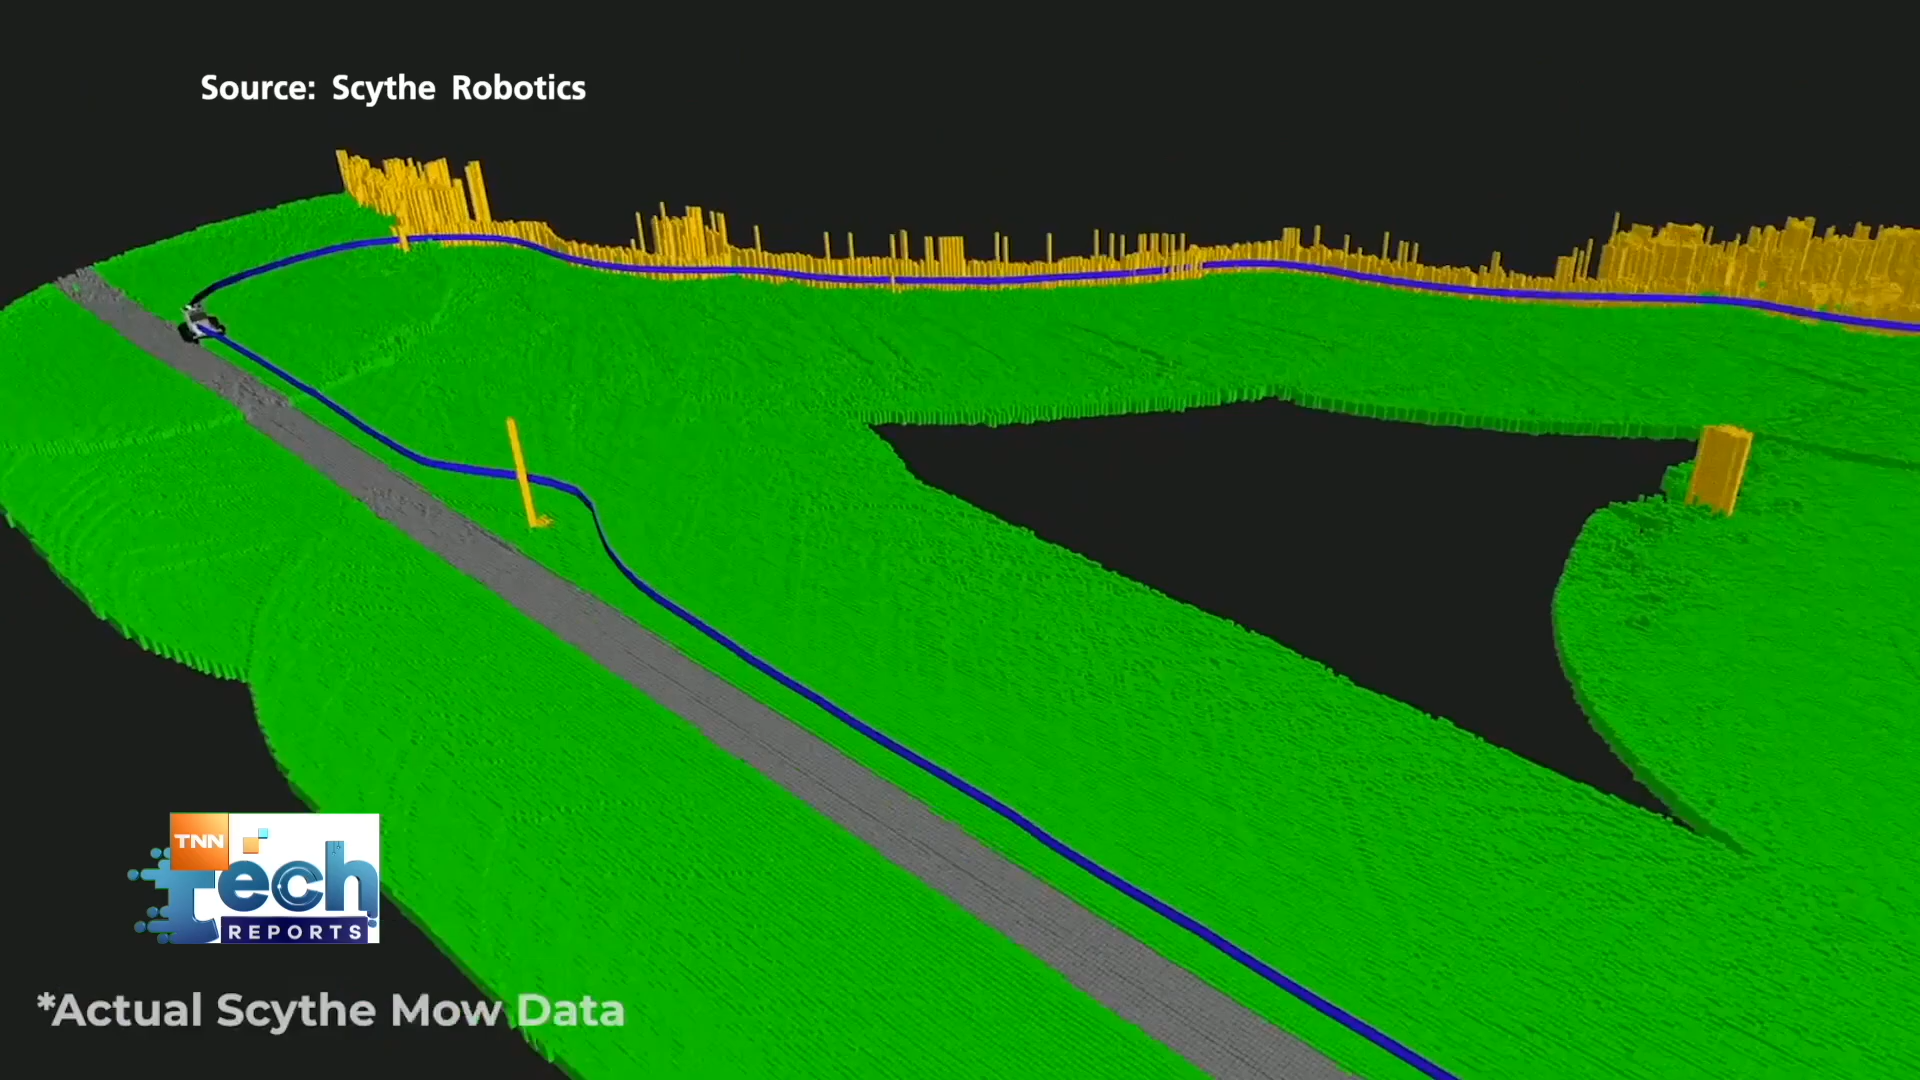 Source: Scythe Robotics
TNN
Tech
REPORTS
*Actual Scythe Mow Data